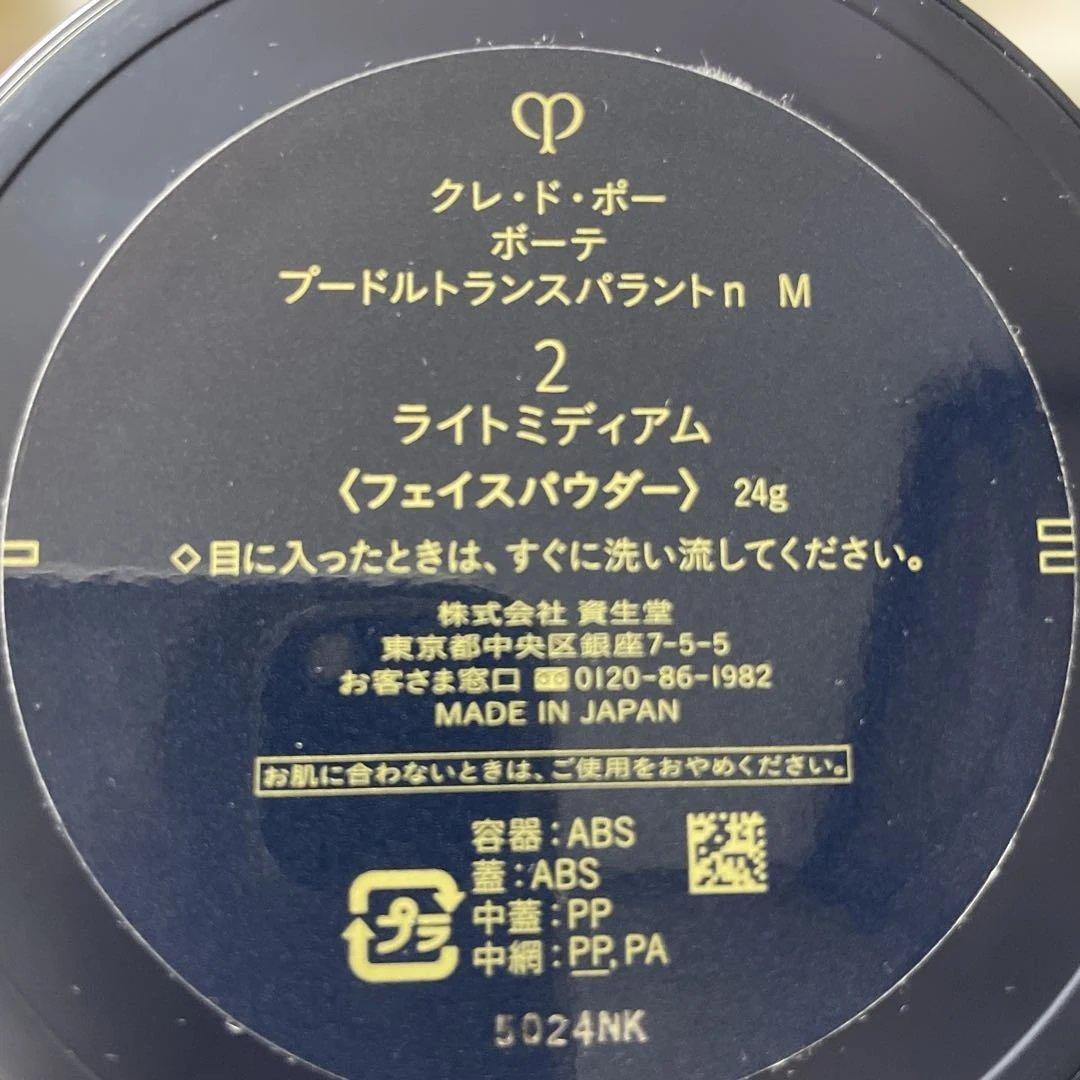 クレ・ド・ポー
ボーテ
プードルトランスパラントn M
2
ライトミディアム
〈フェイスパウダー〉 24g
◇目に入ったときは、すぐに洗い流してください。
株式会社 資生堂
東京都中央区銀座7-5-5
お客さま窓口 0120-86-1982
MADE IN JAPAN
お肌に合わないときは、ご使用をおやめください。
容器:ABS
蓋:ABS
中蓋:PP
中網:PP,PA
プラ
5024NK